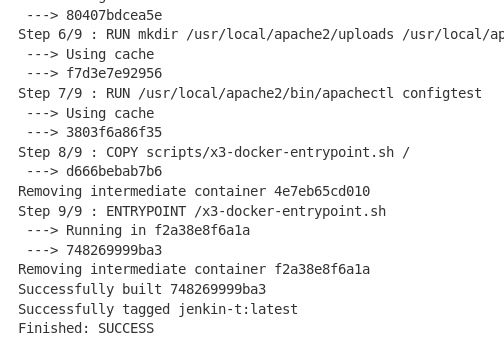 ---> 80407bdcea5e
Step 6/9 : RUN mkdir /usr/local/apache2/uploads /usr/local/ap
---> Using cache
---> f7d3e7e92956
Step 7/9 : RUN /usr/local/apache2/bin/apachectl configtest
---> Using cache
---> 3803f6a86f35
Step 8/9 : COPY scripts/x3-docker-entrypoint.sh /
---> d666bebab7b6
Removing intermediate container 4e7eb65cd010
Step 9/9 : ENTRYPOINT /x3-docker-entrypoint.sh
---> Running in f2a38e8f6a1a
---> 748269999ba3
Removing intermediate container f2a38e8f6a1a
Successfully built 748269999ba3
Successfully tagged jenkin-t:latest
Finished: SUCCESS